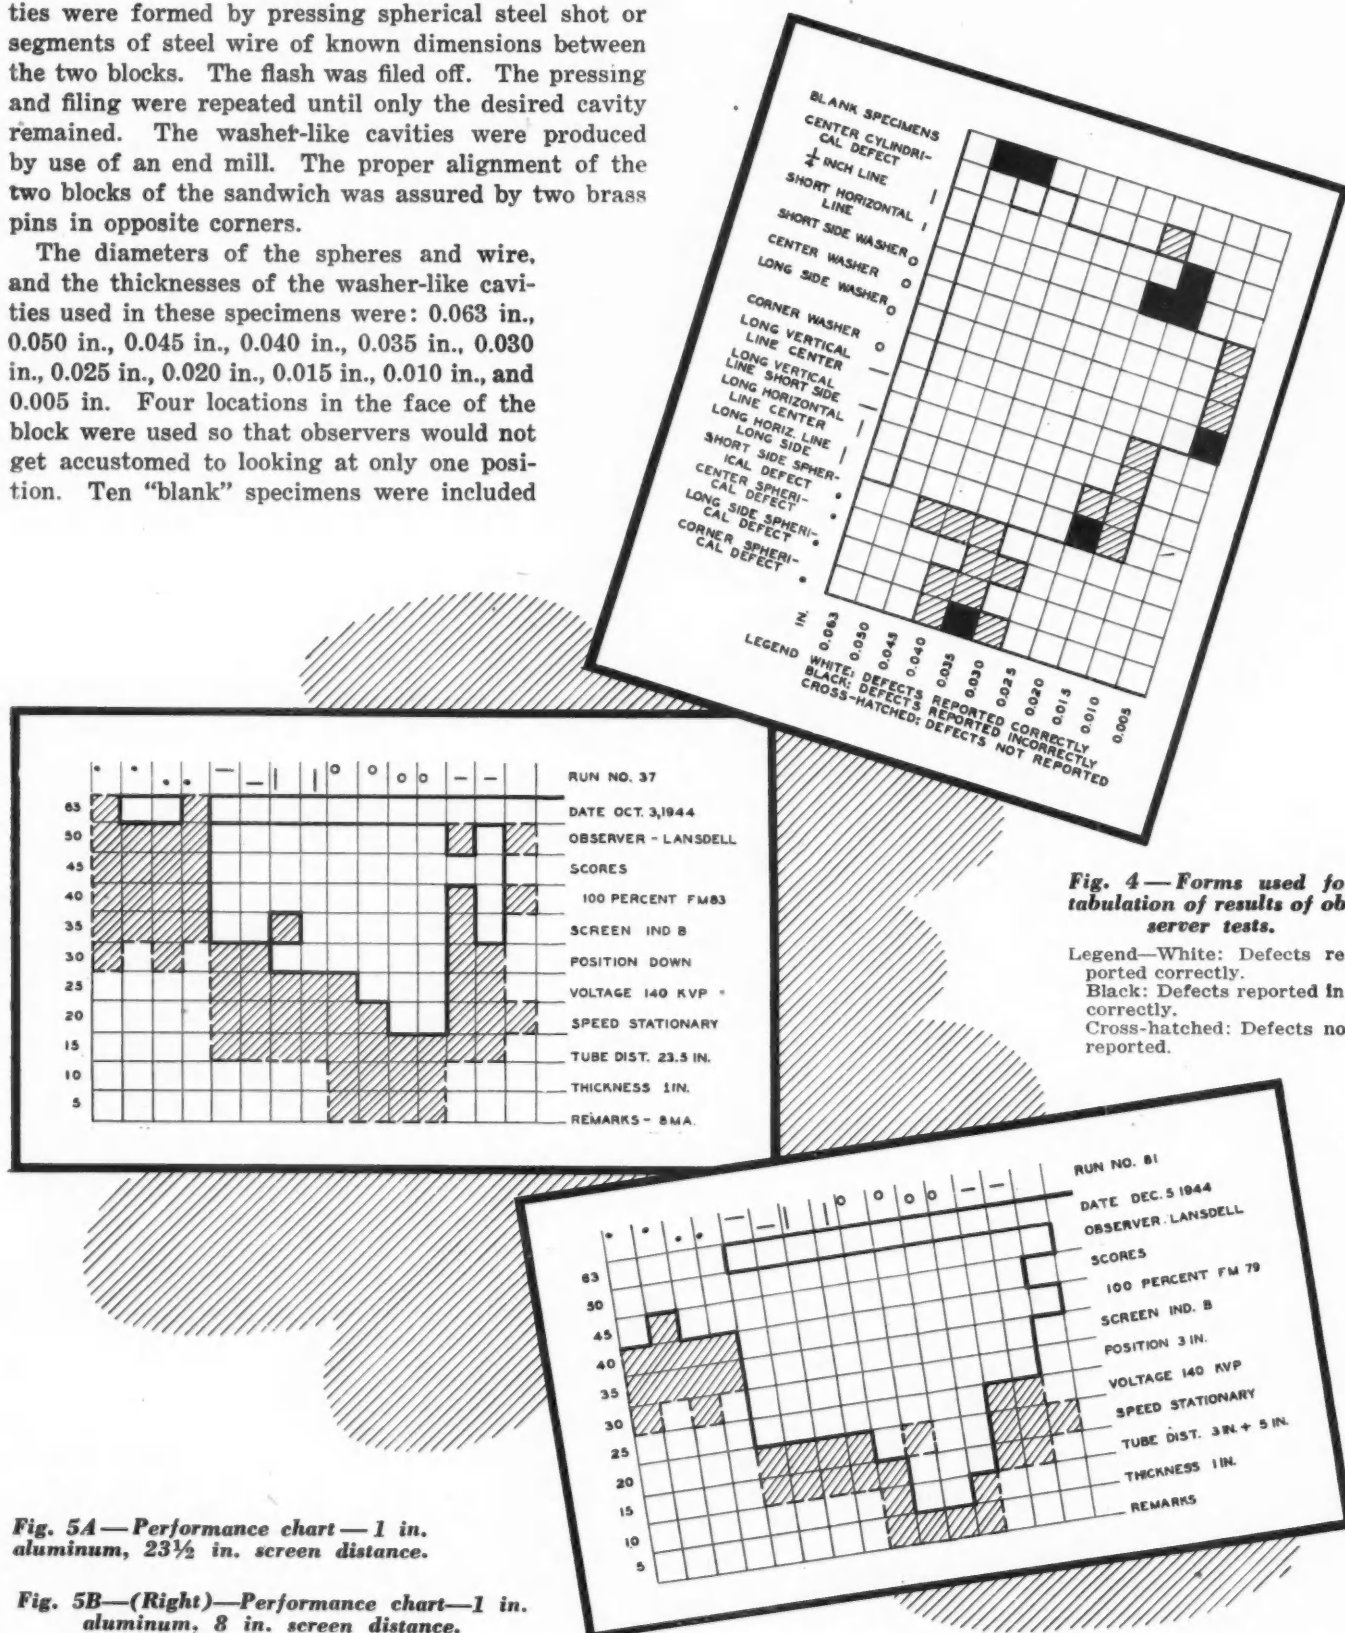 ties were formed by pressing spherical steel shot or
segments of steel wire of known dimensions between
the two blocks. The flash was filed off. The pressing
and filing were repeated until only the desired cavity
remained. The washer-like cavities were produced
by use of an end mill. The proper alignment of the
two blocks of the sandwich was assured by two brass
pins in opposite corners.
The diameters of the spheres and wire,
and the thicknesses of the washer-like cavi-
ties used in these specimens were: 0.063 in.,
0.050 in., 0.045 in., 0.040 in., 0.035 in., 0.030
in., 0.025 in., 0.020 in., 0.015 in., 0.010 in., and
0.005 in. Four locations in the face of the
block were used so that observers would not
get accustomed to looking at only one posi-
tion. Ten "blank" specimens were included
BLANK SPECIMENS
CENTER CYLINDRI-
CAL DEFECT
1/4 INCH LINE
SHORT HORIZONTAL
LINE
SHORT SIDE WASHER
CENTER WASHER
LONG SIDE WASHER
CORNER WASHER
LONG VERTICAL
LINE CENTER
LONG VERTICAL
LINE SHORT SIDE
LONG HORIZONTAL
LINE CENTER
LONG HORIZ. LINE
LONG SIDE
SHORT SIDE SPHER-
ICAL DEFECT
CENTER SPHERI-
CAL DEFECT
LONG SIDE SPHERI-
CAL DEFECT
CORNER SPHERI-
CAL DEFECT
IN. 0.063 0.050 0.045 0.040 0.035 0.030 0.025 0.020 0.015 0.010 0.005
LEGEND WHITE: DEFECTS REPORTED CORRECTLY
BLACK: DEFECTS REPORTED INCORRECTLY
CROSS-HATCHED: DEFECTS NOT REPORTED
Fig. 4—Forms used fo
tabulation of results of ob
server tests.
Legend—White: Defects re
ported correctly.
Black: Defects reported in
correctly.
Cross-hatched: Defects no
reported.
RUN NO. 37
63 DATE OCT. 3, 1944
50 OBSERVER - LANSDELL
45 SCORES
40 100 PERCENT FM83
35 SCREEN IND B
30 POSITION DOWN
25 VOLTAGE 140 KVP
20 SPEED STATIONARY
15 TUBE DIST. 23.5 IN.
10 THICKNESS 1 IN.
5 REMARKS - 8 MA.
RUN NO. 81
DATE DEC. 5 1944
63 OBSERVER: LANSDELL
50 SCORES
45 100 PERCENT FM 79
40 SCREEN IND. B
35 POSITION 3 IN.
30 VOLTAGE 140 KVP
25 SPEED STATIONARY
20 TUBE DIST. 3 IN. + 5 IN.
15 THICKNESS 1 IN.
10 REMARKS
5
Fig. 5A—Performance chart—1 in.
aluminum, 23½ in. screen distance.
Fig. 5B—(Right)—Performance chart—1 in.
aluminum, 8 in. screen distance.